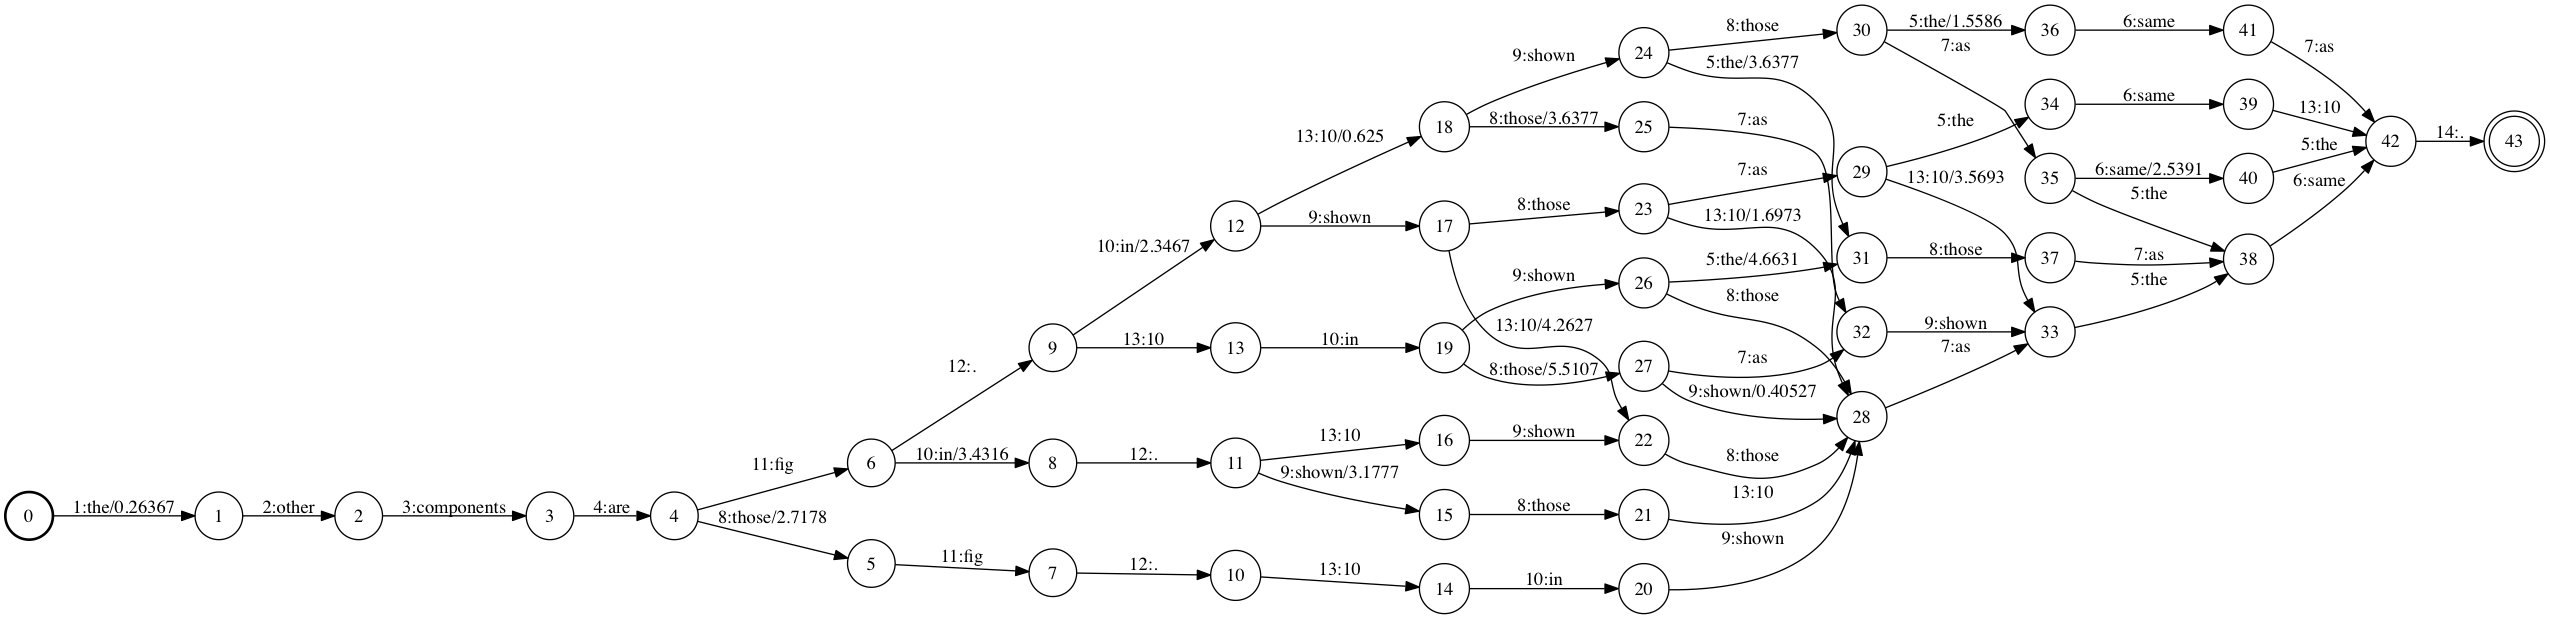 0 1:the/0.26367 1 2:other 2 3:components 3 4:are 4
11:fig 6
8:those/2.7178 5
12:. 9
10:in/3.4316 8
11:fig 7
10:in/2.3467 12
13:10 13
12:. 11
12:. 10
13:10/0.625 18
9:shown 17
10:in 19
13:10 16
9:shown/3.1777 15
13:10 14
9:shown 24
8:those/3.6377 25
8:those 23
13:10/4.2627
9:shown 26
8:those/5.5107 27
9:shown 22
8:those 21
10:in 20
8:those 30
5:the/3.6377
7:as
7:as 29
13:10/1.6973
5:the/4.6631 31
8:those
7:as 32
9:shown/0.40527 28
8:those
13:10
9:shown
5:the/1.5586 36
7:as
5:the 34
13:10/3.5693
35
8:those 37
9:shown 33
7:as
6:same 41
6:same 39
6:same/2.5391 40
5:the
7:as 38
5:the
7:as
13:10
5:the 42
6:same
14:. 43